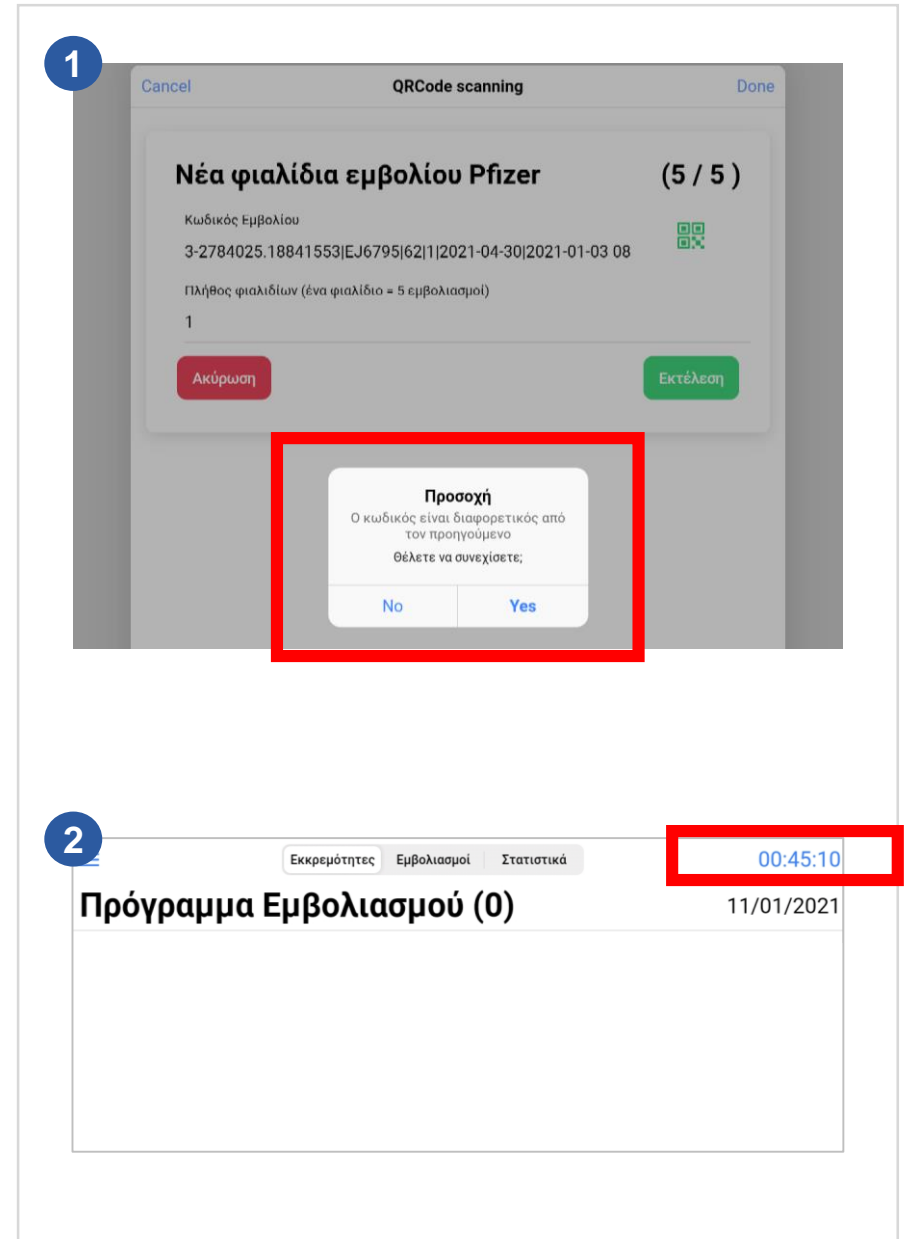 1
Cancel QRCode scanning Done
Νέα φιαλίδια εμβολίου Pfizer (5 / 5 )
Κωδικός Εμβολίου
3-2784025.18841553|EJ6795|62|1|2021-04-30|2021-01-03 08
Πλήθος φιαλιδίων (ένα φιαλίδιο = 5 εμβολιασμοί)
1
Ακύρωση Εκτέλεση
Προσοχή
Ο κωδικός είναι διαφορετικός από
τον προηγούμενο
Θέλετε να συνεχίσετε;
No Yes
2
Εκκρεμότητες Εμβολιασμοί Στατιστικά 00:45:10
Πρόγραμμα Εμβολιασμού (0) 11/01/2021